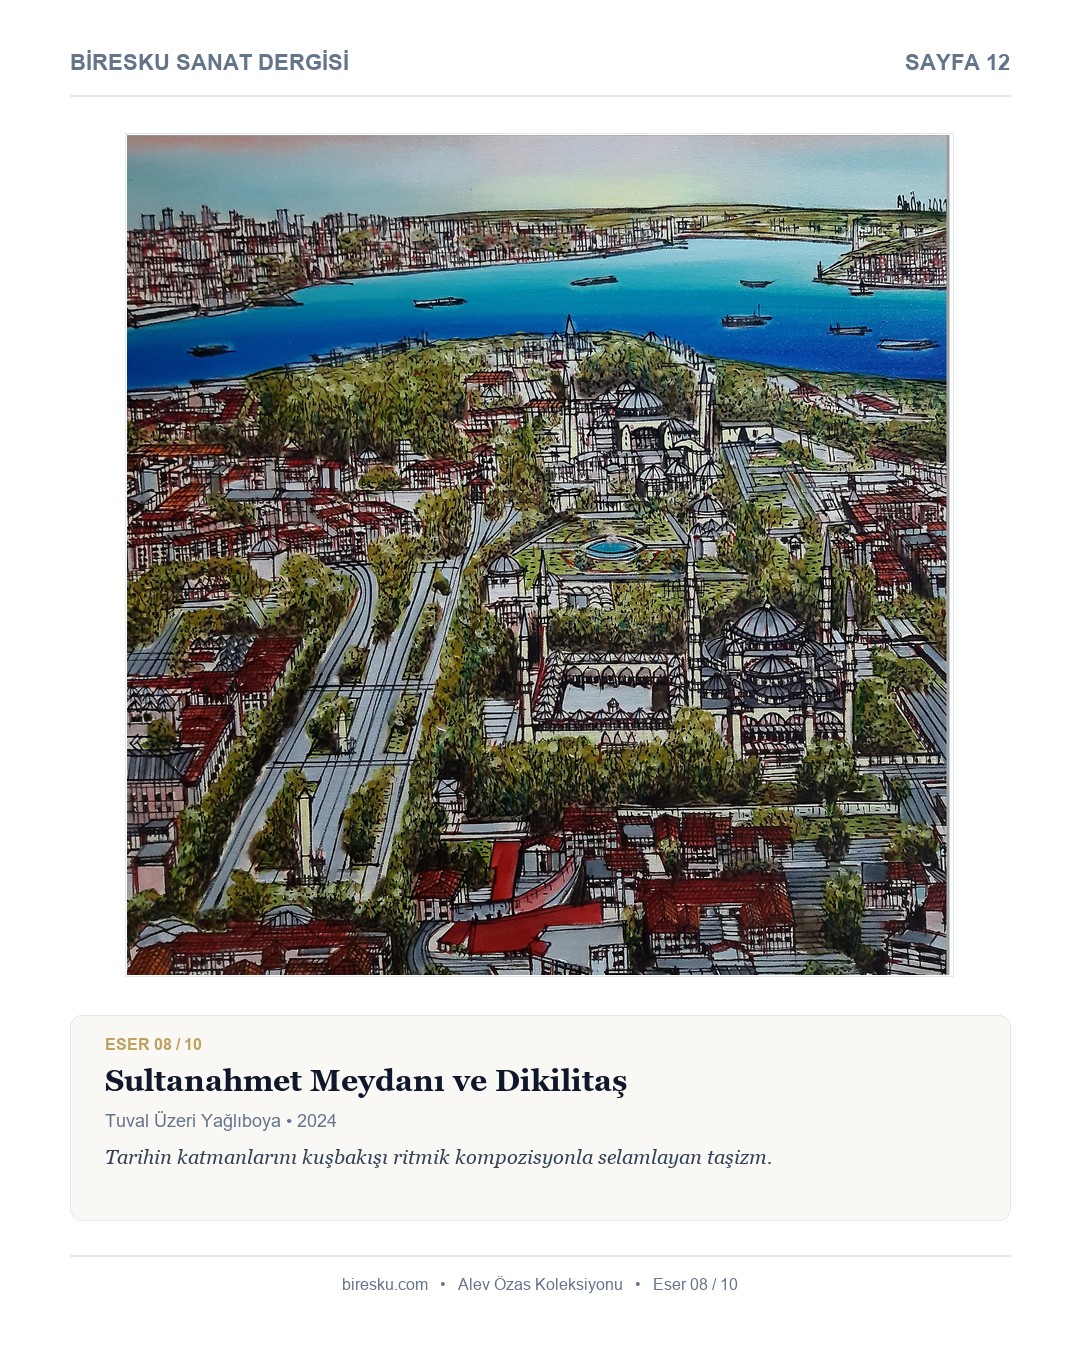 BİRESKU SANAT DERGİSİ
SAYFA 12
ESER 08 / 10
Sultanahmet Meydanı ve Dikilitaş
Tuval Üzeri Yağlıboya • 2024
Tarihin katmanlarını kuşbakışı ritmik kompozisyonla selamlayan taşizm.
biresku.com • Alev Özas Koleksiyonu • Eser 08 / 10